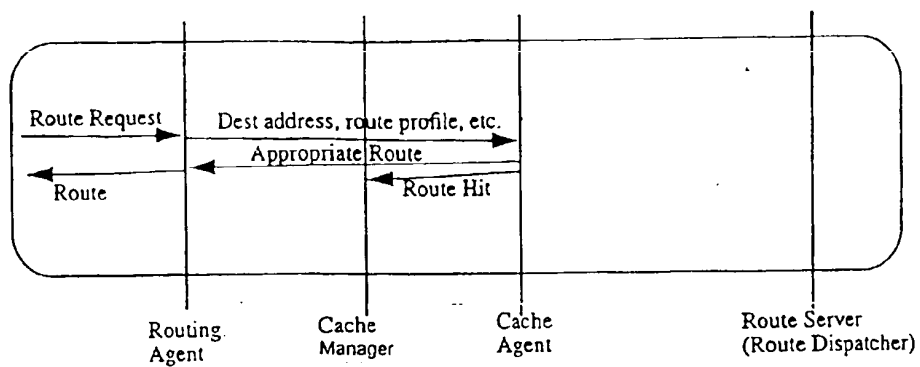 Route Request
Dest address, route profile, etc.
Appropriate Route
Route
Route Hit
Routing
Agent
Cache
Manager
Cache
Agent
Route Server
(Route Dispatcher)